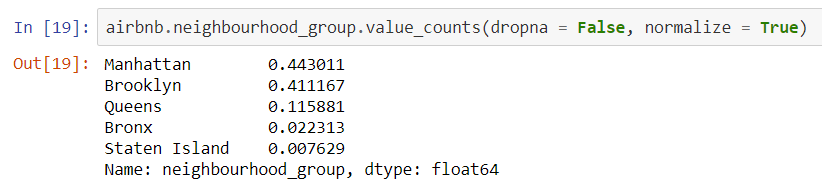 In [19]: airbnb.neighbourhood_group.value_counts(dropna = False, normalize = True)
Out[19]: Manhattan        0.443011
Brooklyn         0.411167
Queens           0.115881
Bronx            0.022313
Staten Island    0.007629
Name: neighbourhood_group, dtype: float64